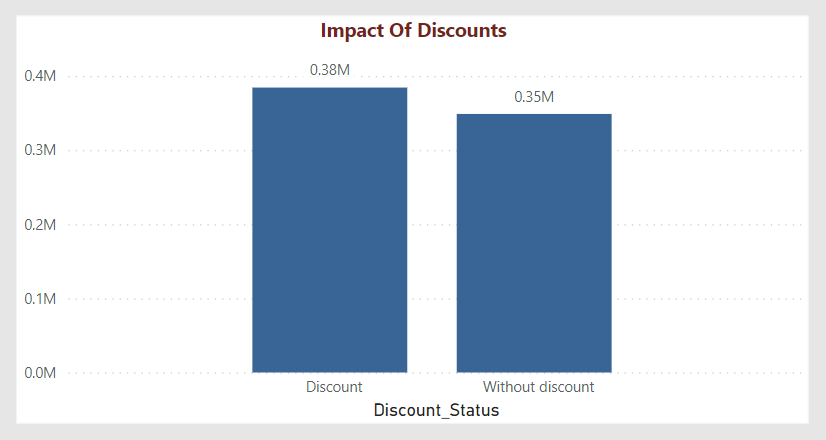 Impact Of Discounts
0.4M
0.3M
0.2M
0.1M
0.0M
0.38M
0.35M
Discount
Without discount
Discount_Status